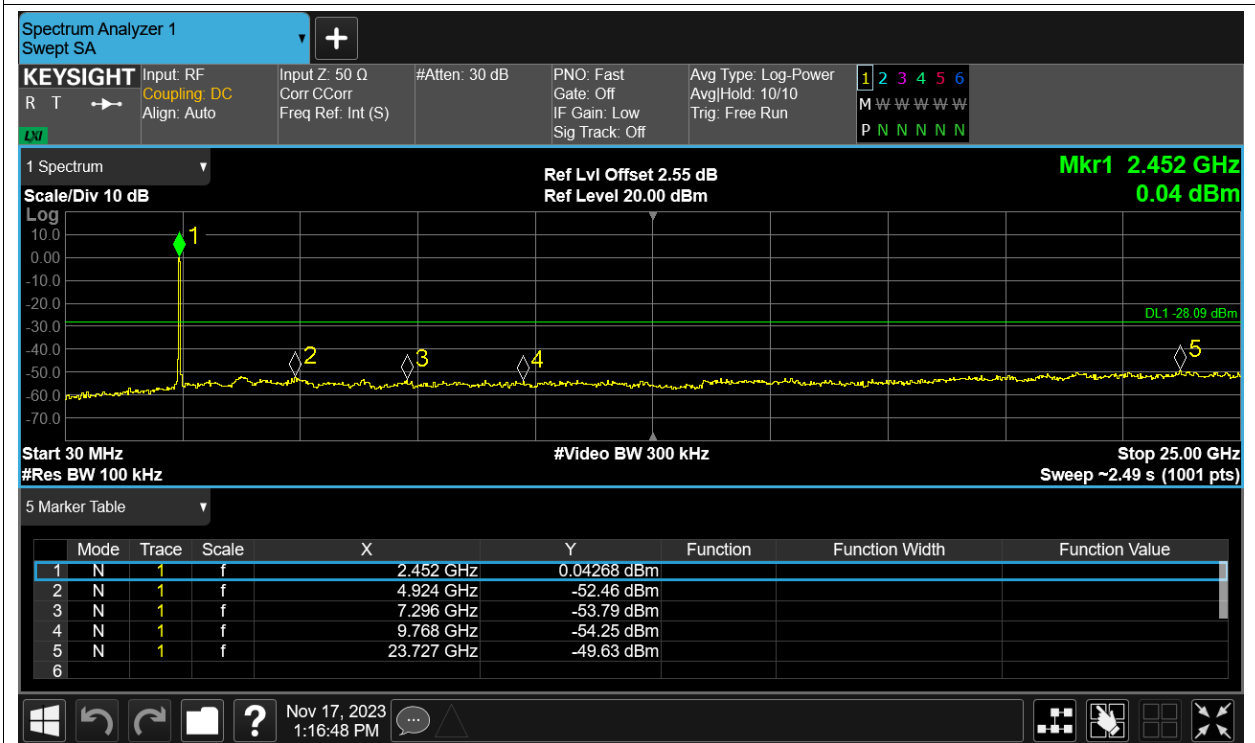 Spectrum Analyzer 1
Swept SA
KEYSIGHT
R T
LXI
Input: RF
Coupling: DC
Align: Auto
Input Z: 50 Ω
Corr CCorr
Freq Ref: Int (S)
#Atten: 30 dB
PNO: Fast
Gate: Off
IF Gain: Low
Sig Track: Off
Avg Type: Log-Power
Avg|Hold: 10/10
Trig: Free Run
1 2 3 4 5 6
M W W W W W
P N N N N N
1 Spectrum
Scale/Div 10 dB
Ref Lvl Offset 2.55 dB
Ref Level 20.00 dBm
Mkr1 2.452 GHz
0.04 dBm
Log
10.0
0.00
-10.0
-20.0
-30.0
-40.0
-50.0
-60.0
-70.0
1
DL1 -28.09 dBm
2
3
4
5
Start 30 MHz
#Res BW 100 kHz
#Video BW 300 kHz
Stop 25.00 GHz
Sweep ~2.49 s (1001 pts)
5 Marker Table
Mode Trace Scale X Y Function Function Width Function Value
1 N 1 f 2.452 GHz 0.04268 dBm
2 N 1 f 4.924 GHz -52.46 dBm
3 N 1 f 7.296 GHz -53.79 dBm
4 N 1 f 9.768 GHz -54.25 dBm
5 N 1 f 23.727 GHz -49.63 dBm
6
?
Nov 17, 2023
1:16:48 PM